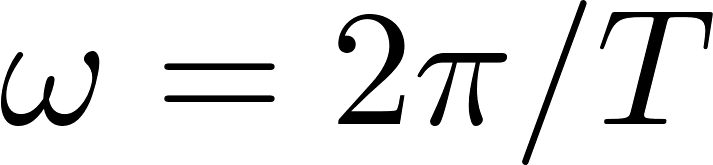 ω = 2π/T